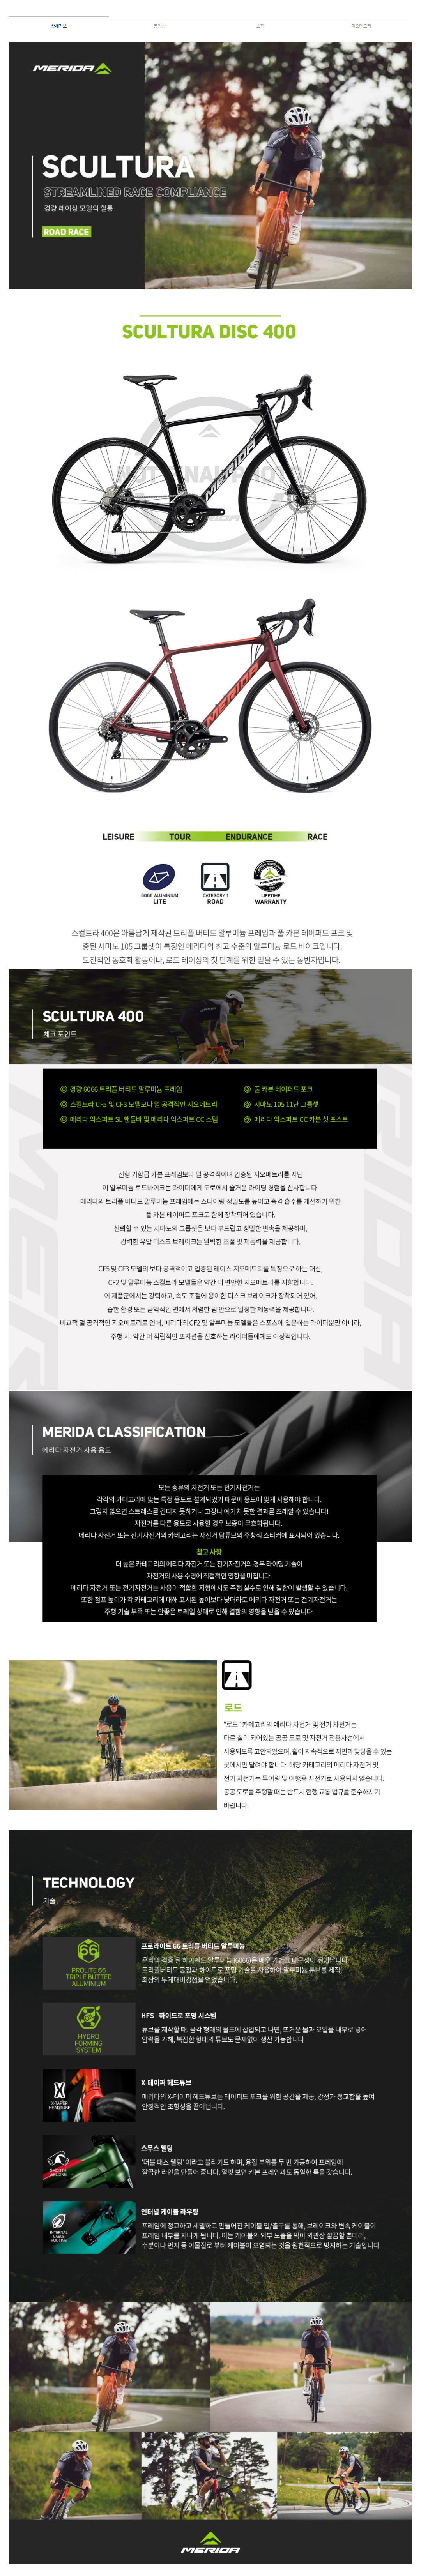 상세정보
동영상
스펙
지오메트리
MERIDA
SCULTURA
STREAMLINED RACE COMPLIANCE
경량 레이싱 모델의 혈통
ROAD RACE
SCULTURA DISC 400
MERIDA
MERIDA
LEISURE TOUR ENDURANCE RACE
6066 ALUMINIUM
LITE
CATEGORY 1
ROAD
LIFETIME
WARRANTY
스컬트라 400은 아름답게 제작된 트리플 버티드 알루미늄 프레임과 풀 카본 테이퍼드 포크 및
증된 시마노 105 그룹셋이 특징인 메리다의 최고 수준의 알루미늄 로드 바이크입니다.
도전적인 동호회 활동이나, 로드 레이싱의 첫 단계를 위한 믿을 수 있는 동반자입니다.
SCULTURA 400
체크 포인트
경량 6066 트리플 버티드 알루미늄 프레임
풀 카본 테이퍼드 포크
스컬트라 CF5 및 CF3 모델보다 덜 공격적인 지오메트리
시마노 105 11단 그룹셋
메리다 익스퍼트 SL 핸들바 및 메리다 익스퍼트 CC 스템
메리다 익스퍼트 CC 카본 싯 포스트
신형 기함급 카본 프레임보다 덜 공격적이며 입증된 지오메트리를 지닌
이 알루미늄 로드바이크는 라이더에게 도로에서 즐거운 라이딩 경험을 선사합니다.
메리다의 트리플 버티드 알루미늄 프레임에는 스티어링 정밀도를 높이고 충격 흡수를 개선하기 위한
풀 카본 테이퍼드 포크도 함께 장착되어 있습니다.
신뢰할 수 있는 시마노의 그룹셋은 보다 부드럽고 정밀한 변속을 제공하며,
강력한 유압 디스크 브레이크는 완벽한 조절 및 제동력을 제공합니다.
CF5 및 CF3 모델의 보다 공격적이고 입증된 레이스 지오메트리를 특징으로 하는 대신,
CF2 및 알루미늄 스컬트라 모델들은 약간 더 편안한 지오메트리를 지향합니다.
이 제품군에서는 강력하고, 속도 조절에 용이한 디스크 브레이크가 장착되어 있어,
습한 환경 또는 금액적인 면에서 저렴한 림 만으로 일정한 제동력을 제공합니다.
비교적 덜 공격적인 지오메트리로 인해, 메리다의 CF2 및 알루미늄 모델들은 스포츠에 입문하는 라이더뿐만 아니라,
주행 시, 약간 더 직립적인 포지션을 선호하는 라이더들에게도 이상적입니다.
MERIDA CLASSIFICATION
메리다 자전거 사용 용도
모든 종류의 자전거 또는 전기자전거는
각각의 카테고리에 맞는 특정 용도로 설계되었기 때문에 용도에 맞게 사용해야 합니다.
그렇지 않으면 스트레스를 견디지 못하거나 고장나 예기치 못한 결과를 초래할 수 있습니다!
자전거를 다른 용도로 사용할 경우 보증이 무효화됩니다.
메리다 자전거 또는 전기자전거의 카테고리는 자전거 탑튜브의 주황색 스티커에 표시되어 있습니다.
참고 사항
더 높은 카테고리의 메리다 자전거 또는 전기자전거의 경우 라이딩 기술이
자전거의 사용 수명에 직접적인 영향을 미칩니다.
메리다 자전거 또는 전기자전거는 사용이 적합한 지형에서도 주행 실수로 인해 결함이 발생할 수 있습니다.
또한 점프 높이가 각 카테고리에 대해 표시된 높이보다 낮더라도 메리다 자전거 또는 전기자전거는
주행 기술 부족 또는 안좋은 트레일 상태로 인해 결함의 영향을 받을 수 있습니다.
로드
"로드" 카테고리의 메리다 자전거 및 전기 자전거는
타르 칠이 되어있는 공공 도로 및 자전거 전용차선에서
사용되도록 고안되었으며, 휠이 지속적으로 지면과 맞닿을 수 있는
곳에서만 달려야 합니다. 해당 카테고리의 메리다 자전거 및
전기 자전거는 투어링 및 여행용 자전거로 사용되지 않습니다.
공공 도로를 주행할 때는 반드시 현행 교통 법규를 준수하시기
바랍니다.
TECHNOLOGY
기술
66
PROLITE 66
TRIPLE BUTTED
ALUMINIUM
프로라이트 66 트리플 버티드 알루미늄
트리플버티드 공정과 하이드로 포밍 기술을 사용하여 알루미늄 튜브를 제작,
최상의 무게대비강성을 얻었습니다.
HYDRO
FORMING
SYSTEM
HFS - 하이드로 포밍 시스템
튜브를 제작할 때, 음각 형태의 몰드에 삽입되고 나면, 뜨거운 물과 오일을 내부로 넣어
압력을 가해, 복잡한 형태의 튜브도 문제없이 생산 가능합니다
X-TAPER
HEADTUBE
X-테이퍼 헤드튜브
메리다의 X-테이퍼 헤드튜브는 테이퍼드 포크를 위한 공간을 제공, 강성과 정교함을 높여
안정적인 조향성을 끌어냅니다.
SMOOTH
WELDING
스무스 웰딩
'더블 패스 웰딩' 이라고 불리기도 하며, 용접 부위를 두 번 가공하여 프레임에
깔끔한 라인을 만들어 줍니다. 얼핏 보면 카본 프레임과도 동일한 룩을 갖습니다.
INTERNAL
CABLE
ROUTING
인터널 케이블 라우팅
프레임에 정교하고 세밀하고 만들어진 케이블 입/출구를 통해, 브레이크와 변속 케이블이
프레임 내부를 지나게 됩니다. 이는 케이블의 외부 노출을 막아 외관상 깔끔할 뿐더러,
수분이나 먼지 등 이물질로 부터 케이블이 오염되는 것을 원천적으로 방지하는 기술입니다.
MERIDA